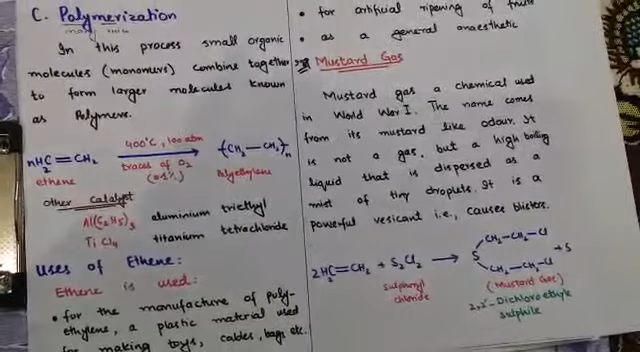 C. Polymerization
In this process small organic
molecules (monomers) combine together
to form larger molecules known
as Polymers.
nH₂C=CH₂ 400°C, 100 atm ⟶ traces of O₂ (0.1%) {CH₂—CH₂}n
ethene Polyethylene
Other Catalyst
Al(C₂H₅)₃ aluminium triethyl
TiCl₄ titanium tetrachloride
Uses of Ethene:
Ethene is used:
• for the manufacture of poly-
ethylene, a plastic material used
for making toys, cables, bags etc.
• for artificial ripening of fruits
• as a general anaesthetic
Mustard Gas
Mustard gas a chemical used
in World War I. The name comes
from its mustard like odour. It
is not a gas, but a high boiling
liquid that is dispersed as a
mist of tiny droplets. It is a
powerful vesicant i.e., causes blisters.
2H₂C=CH₂ + S₂Cl₂ ⟶ S CH₂—CH₂—Cl CH₂—CH₂—Cl + S
sulphuryl
chloride
(Mustard Gas)
2,2'-Dichloroethyle
sulphile